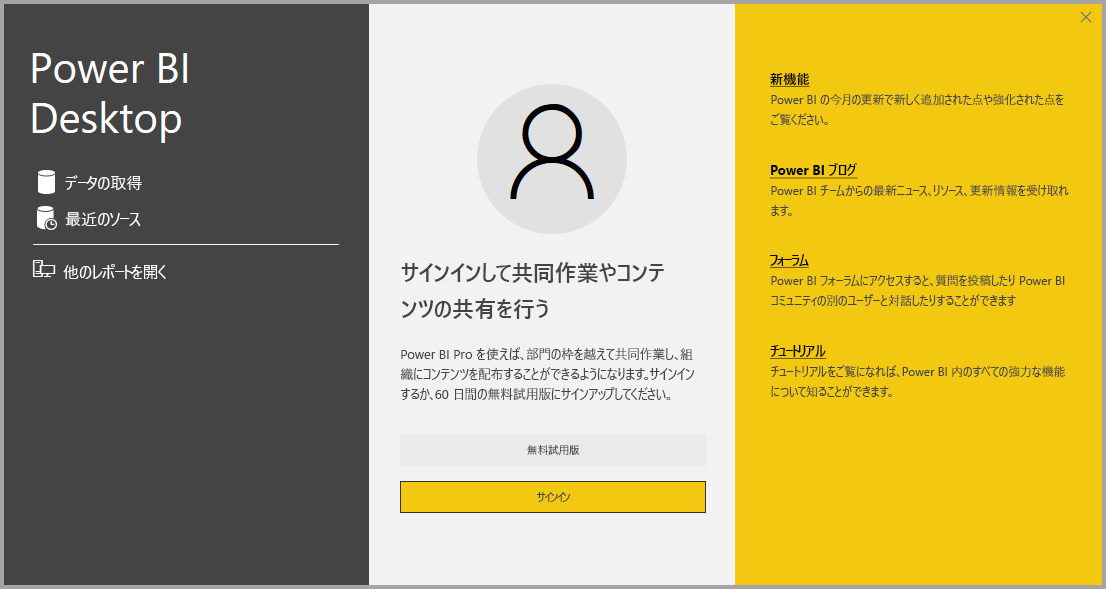 Power BI
Desktop
データの取得
最近のソース
他のレポートを開く
サインインして共同作業やコンテ
ンツの共有を行う
Power BI Pro を使えば、部門の枠を越えて共同作業し、組
織にコンテンツを配布することができるようになります。サインイン
するか、60 日間の無料試用版にサインアップしてください。
無料試用版
サインイン
新機能
Power BI の今月の更新で新しく追加された点や強化された点を
ご覧ください。
Power BI ブログ
Power BI チームからの最新ニュース、リソース、更新情報を受け取れ
ます。
フォーラム
Power BI フォーラムにアクセスすると、質問を投稿したり Power BI
コミュニティの別のユーザーと対話したりすることができます
チュートリアル
チュートリアルをご覧になれば、Power BI 内のすべての強力な機能
について知ることができます。